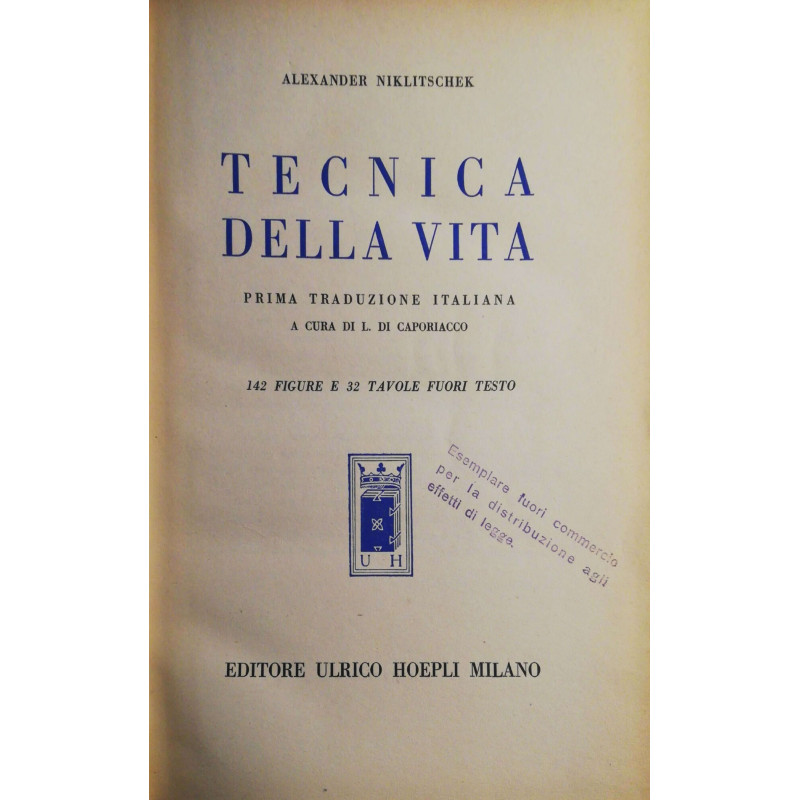 ALEXANDER NIKLITSCHEK
TECNICA
DELLA VITA
PRIMA TRADUZIONE ITALIANA
A CURA DI L. DI CAPORIACCO
142 FIGURE E 32 TAVOLE FUORI TESTO
U H
Esemplare fuori commercio
per la distribuzione agli
effetti di legge.
EDITORE ULRICO HOEPLI MILANO